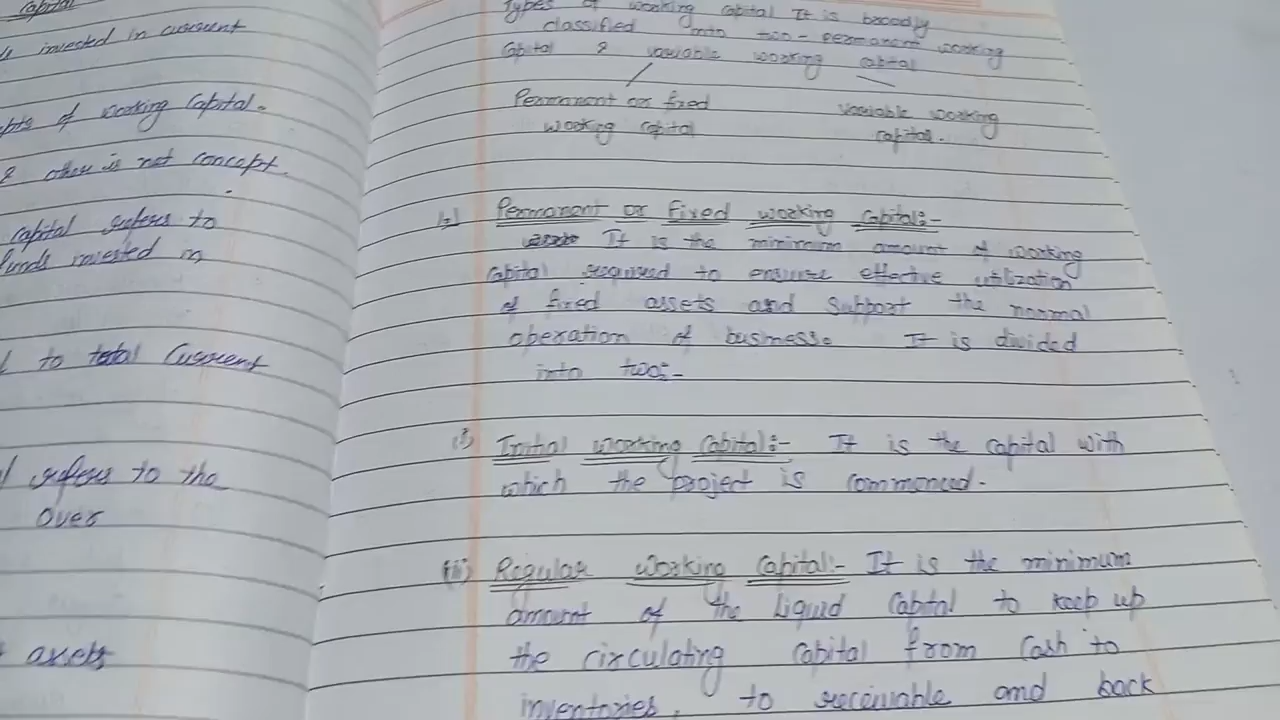 Capital
invested in current
of working Capital.
& other is net concept.
capital refers to
funds invested in
to total Current
refers to the
over
assets
Types of working capital It is broadly
classified into two - permanent working
Capital & variable working capital
Permanent or fixed
working capital
variable working
capital.
Permanent or Fixed working Capital:-
It is the minimum amount of working
capital required to ensure effective utilization
of fixed assets and support the normal
operation of business. It is divided
into two:-
(i) Initial working Capital:- It is the capital with
which the project is commenced.
(ii) Regular working Capital:- It is the minimum
amount of the Liquid Capital to keep up
the circulating capital from Cash to
inventories, to receivable and back